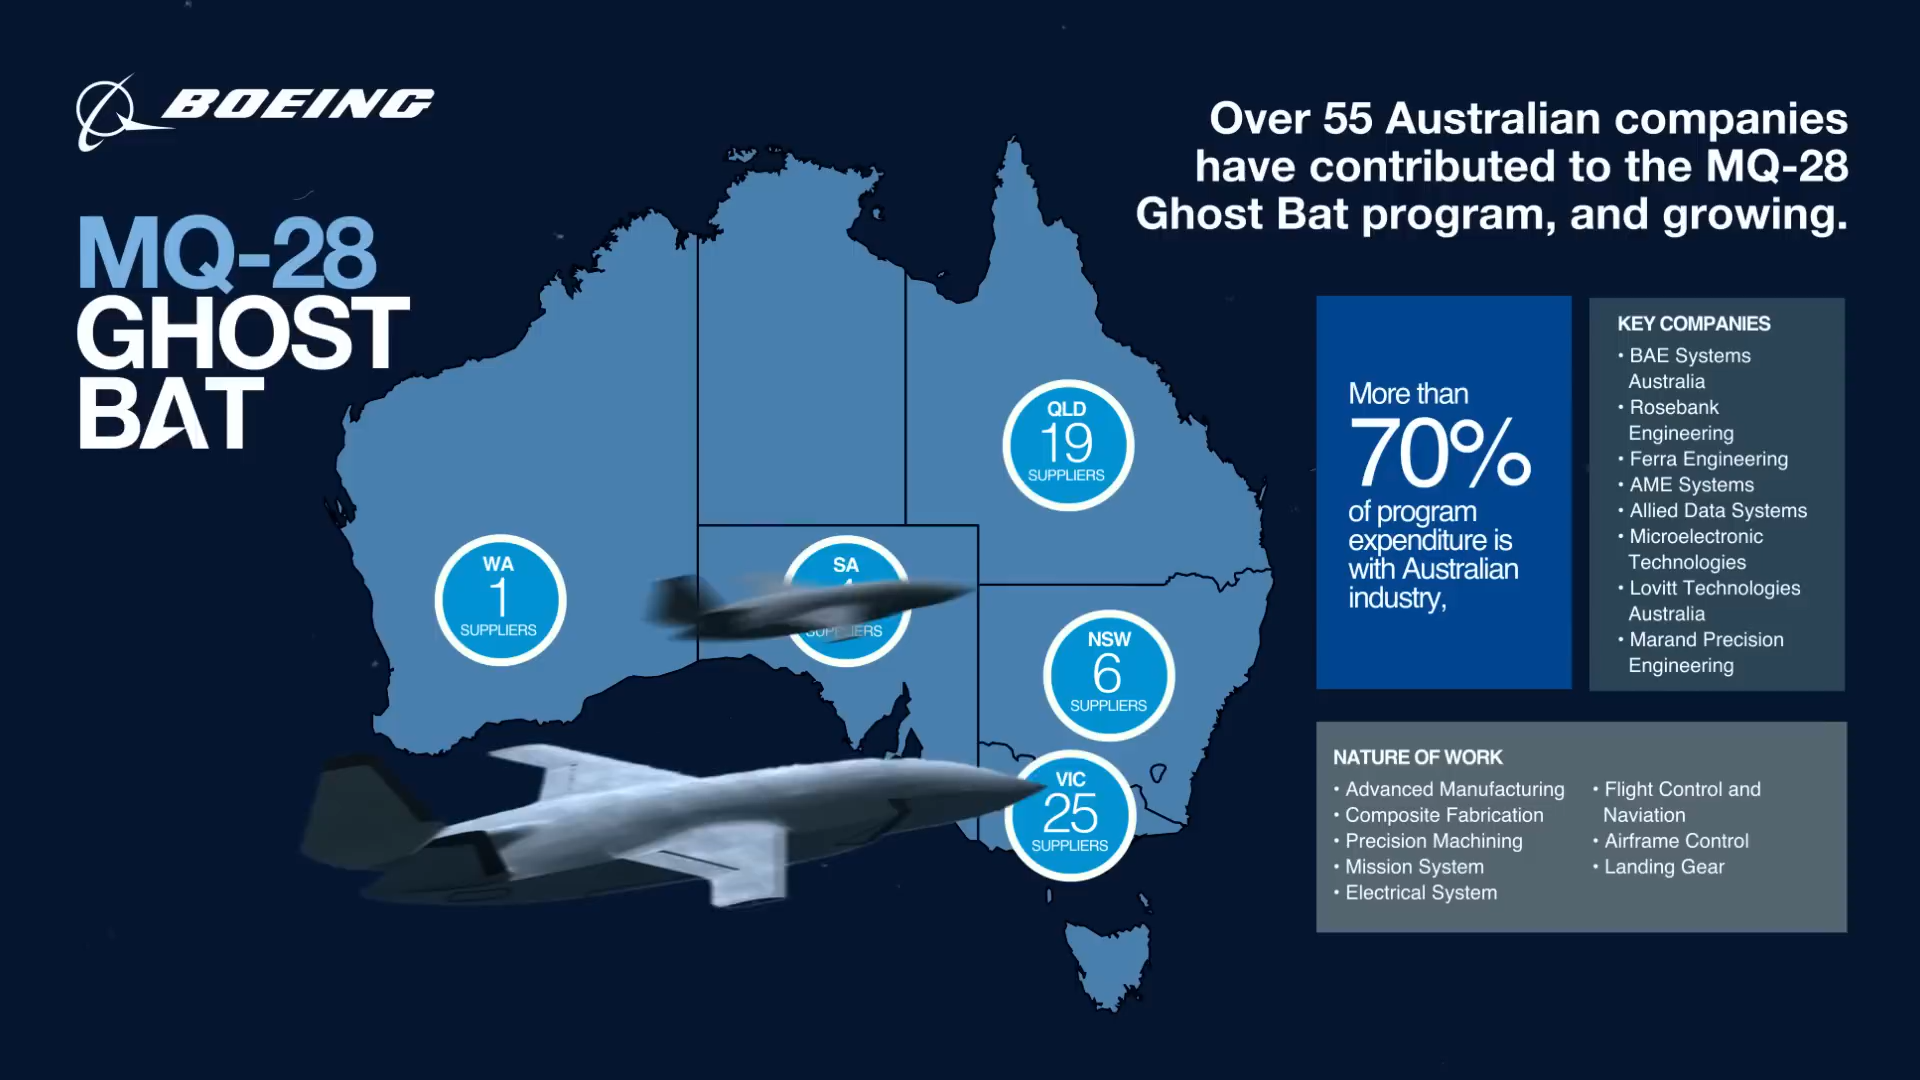 BOEING
MQ-28
GHOST
BAT
Over 55 Australian companies
have contributed to the MQ-28
Ghost Bat program, and growing.
QLD
19
SUPPLIERS
WA
1
SUPPLIERS
SA
SUPPLIERS
NSW
6
SUPPLIERS
VIC
25
SUPPLIERS
More than
70%
of program
expenditure is
with Australian
industry,
KEY COMPANIES
• BAE Systems
Australia
• Rosebank
Engineering
• Ferra Engineering
• AME Systems
• Allied Data Systems
• Microelectronic
Technologies
• Lovitt Technologies
Australia
• Marand Precision
Engineering
NATURE OF WORK
• Advanced Manufacturing
• Composite Fabrication
• Precision Machining
• Mission System
• Electrical System
• Flight Control and
Naviation
• Airframe Control
• Landing Gear